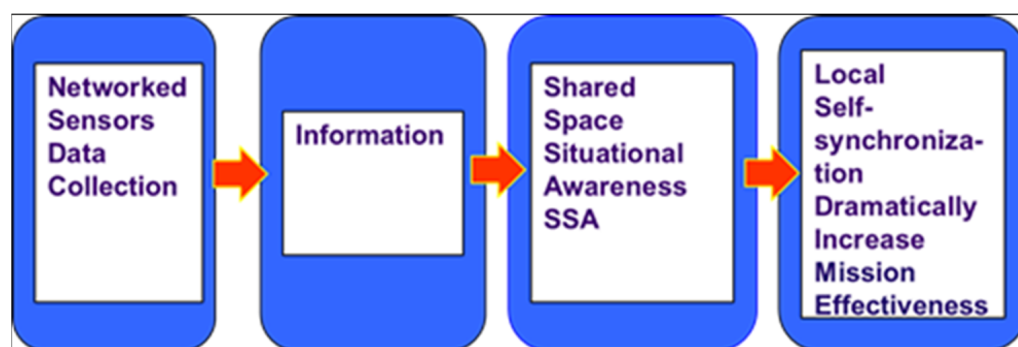 Networked
Sensors
Data
Collection
Information
Shared
Space
Situational
Awareness
SSA
Local
Self-
synchroniza-
tion
Dramatically
Increase
Mission
Effectiveness